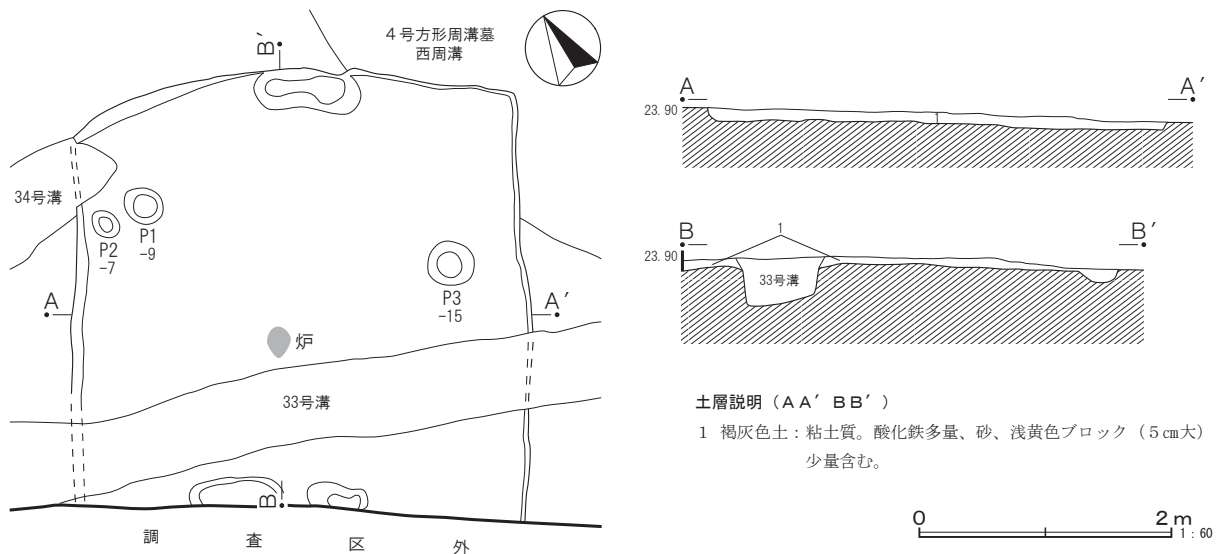 4号方形周溝墓
西周溝
B′
34号溝
P1
-9
P2
-7
P3
-15
A
A′
炉
33号溝
B
調査区外
A
A′
23.90
1
B
B′
23.90
1
33号溝
土層説明（AA′ BB′）
1 褐灰色土：粘土質。酸化鉄多量、砂、浅黄色ブロック（5㎝大）
少量含む。
0
2m
1：60